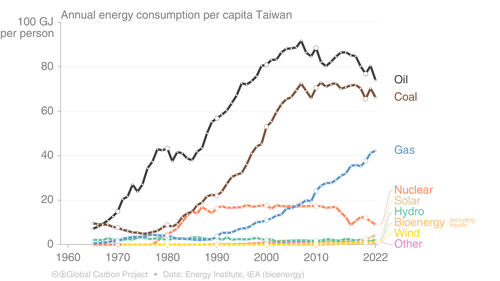 Annual energy consumption per capita Taiwan
100 GJ
per person
80
60
40
20
0
Oil
Coal
Gas
Nuclear
Solar
Hydro
Bioenergy excluding liquids
Wind
Other
1960 1970 1980 1990 2000 2010 2022
Global Carbon Project • Data: Energy Institute, IEA (bioenergy)